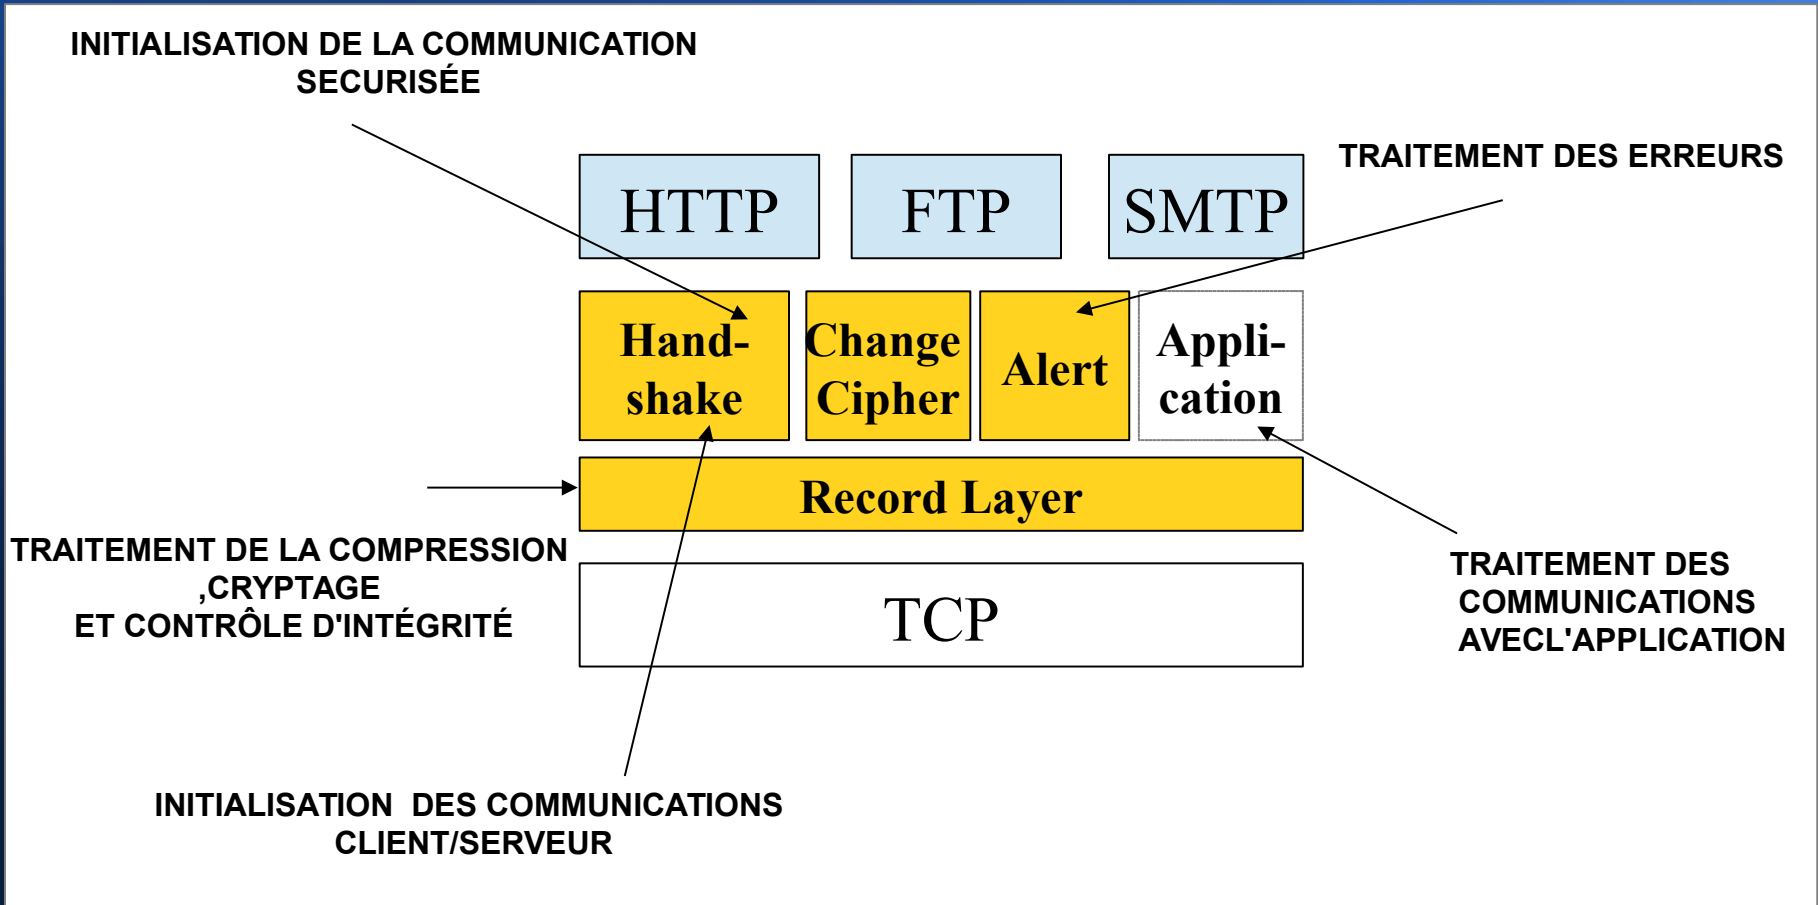 INITIALISATION DE LA COMMUNICATION
SECURISÉE
TRAITEMENT DES ERREURS
HTTP
FTP
SMTP
Hand-
shake
Change
Cipher
Alert
Appli-
cation
Record Layer
TRAITEMENT DE LA COMPRESSION
,CRYPTAGE
ET CONTRÔLE D'INTÉGRITÉ
TCP
TRAITEMENT DES
COMMUNICATIONS
AVECL'APPLICATION
INITIALISATION DES COMMUNICATIONS
CLIENT/SERVEUR